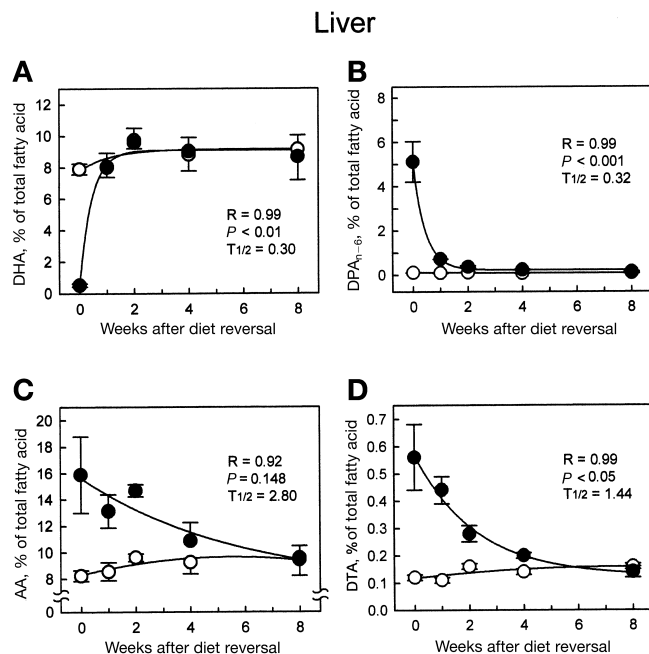 Liver
A
DHA, % of total fatty acid
12
10
8
6
4
2
0
R = 0.99
P < 0.01
T1/2 = 0.30
0 2 4 6 8
Weeks after diet reversal
B
DPAn−6, % of total fatty acid
8
6
4
2
0
R = 0.99
P < 0.001
T1/2 = 0.32
0 2 4 6 8
Weeks after diet reversal
C
AA, % of total fatty acid
20
18
16
14
12
10
8
0
R = 0.92
P = 0.148
T1/2 = 2.80
0 2 4 6 8
Weeks after diet reversal
D
DTA, % of total fatty acid
0.7
0.6
0.5
0.4
0.3
0.2
0.1
0.0
R = 0.99
P < 0.05
T1/2 = 1.44
0 2 4 6 8
Weeks after diet reversal